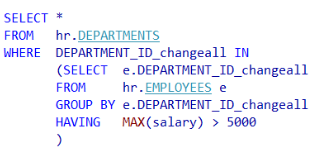 SELECT *
FROM hr.DEPARTMENTS
WHERE DEPARTMENT_ID_changeall IN
(SELECT e.DEPARTMENT_ID_changeall
FROM hr.EMPLOYEES e
GROUP BY e.DEPARTMENT_ID_changeall
HAVING MAX(salary) > 5000
)